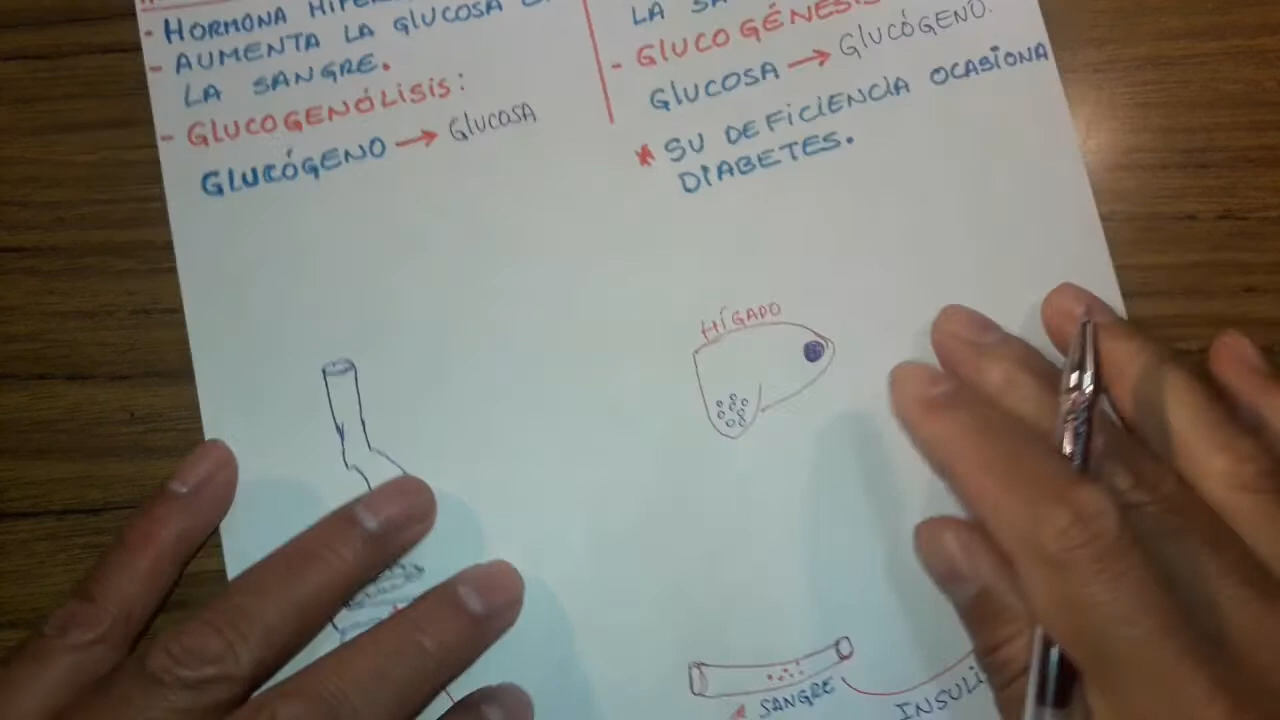 - HORMONA
- AUMENTA LA GLUCOSA
LA SANGRE.
- GLUCOGENÓLISIS:
GLUCÓGENO → GLUCOSA
LA
- GLUCOGÉNESIS
GLUCOSA → GLUCÓGENO.
* SU DEFICIENCIA OCASIONA
DIABETES.
HÍGADO
SANGRE